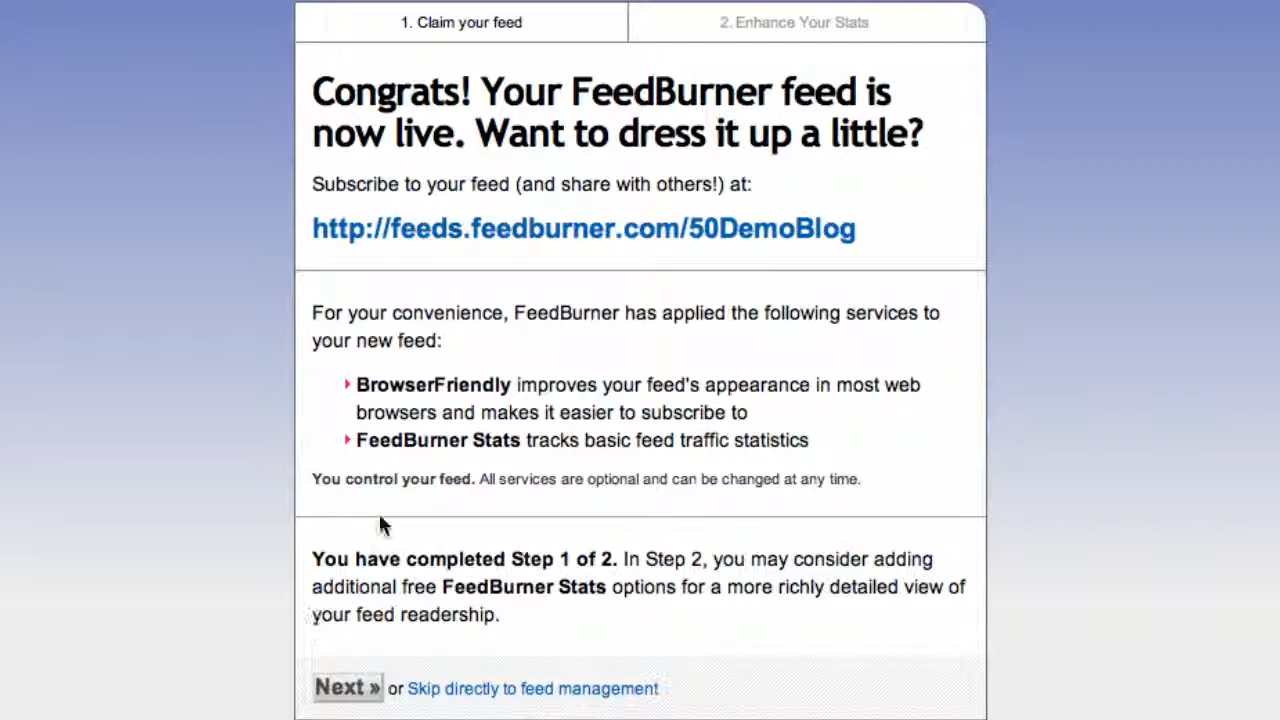 1. Claim your feed
2. Enhance Your Stats
Congrats! Your FeedBurner feed is
now live. Want to dress it up a little?
Subscribe to your feed (and share with others!) at:
http://feeds.feedburner.com/50DemoBlog
For your convenience, FeedBurner has applied the following services to
your new feed:
BrowserFriendly improves your feed's appearance in most web
browsers and makes it easier to subscribe to
FeedBurner Stats tracks basic feed traffic statistics
You control your feed. All services are optional and can be changed at any time.
You have completed Step 1 of 2. In Step 2, you may consider adding
additional free FeedBurner Stats options for a more richly detailed view of
your feed readership.
Next » or Skip directly to feed management